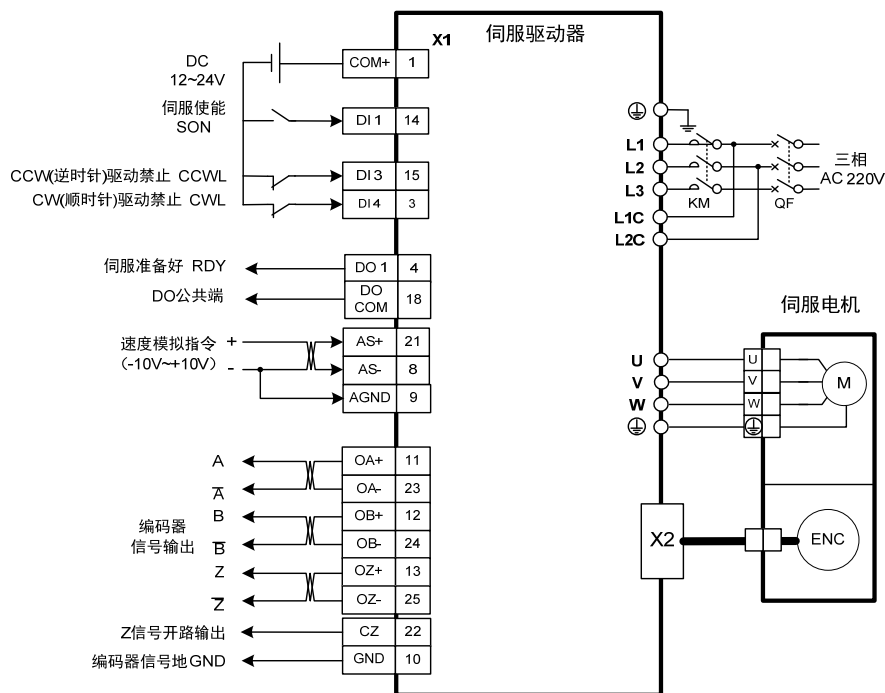 X1
伺服驱动器
DC
12~24V
COM+ 1
伺服使能
SON
DI 1 14
CCW(逆时针)驱动禁止 CCWL
DI 3 15
CW(顺时针)驱动禁止 CWL
DI 4 3
伺服准备好 RDY
DO 1 4
DO公共端
DO
COM
18
速度模拟指令
(-10V~+10V)
+
-
AS+ 21
AS- 8
AGND 9
A
OA+ 11
A
OA- 23
B
OB+ 12
B
OB- 24
Z
OZ+ 13
Z
OZ- 25
编码器
信号输出
Z信号开路输出
CZ 22
编码器信号地GND
GND 10
L1
L2
L3
L1C
L2C
KM
QF
三相
AC 220V
伺服电机
U
V
W
U
V
W
M
X2
ENC